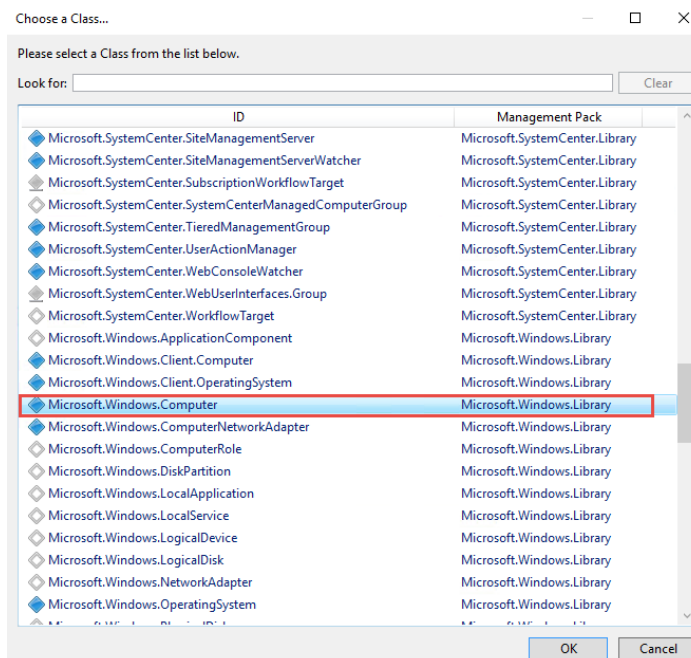 Choose a Class...
Please select a Class from the list below.
Look for: Clear
ID Management Pack
Microsoft.SystemCenter.SiteManagementServer Microsoft.SystemCenter.Library
Microsoft.SystemCenter.SiteManagementServerWatcher Microsoft.SystemCenter.Library
Microsoft.SystemCenter.SubscriptionWorkflowTarget Microsoft.SystemCenter.Library
Microsoft.SystemCenter.SystemCenterManagedComputerGroup Microsoft.SystemCenter.Library
Microsoft.SystemCenter.TieredManagementGroup Microsoft.SystemCenter.Library
Microsoft.SystemCenter.UserActionManager Microsoft.SystemCenter.Library
Microsoft.SystemCenter.WebConsoleWatcher Microsoft.SystemCenter.Library
Microsoft.SystemCenter.WebUserInterfaces.Group Microsoft.SystemCenter.Library
Microsoft.SystemCenter.WorkflowTarget Microsoft.SystemCenter.Library
Microsoft.Windows.ApplicationComponent Microsoft.Windows.Library
Microsoft.Windows.Client.Computer Microsoft.Windows.Library
Microsoft.Windows.Client.OperatingSystem Microsoft.Windows.Library
Microsoft.Windows.Computer Microsoft.Windows.Library
Microsoft.Windows.ComputerNetworkAdapter Microsoft.Windows.Library
Microsoft.Windows.ComputerRole Microsoft.Windows.Library
Microsoft.Windows.DiskPartition Microsoft.Windows.Library
Microsoft.Windows.LocalApplication Microsoft.Windows.Library
Microsoft.Windows.LocalService Microsoft.Windows.Library
Microsoft.Windows.LogicalDevice Microsoft.Windows.Library
Microsoft.Windows.LogicalDisk Microsoft.Windows.Library
Microsoft.Windows.NetworkAdapter Microsoft.Windows.Library
Microsoft.Windows.OperatingSystem Microsoft.Windows.Library
OK Cancel